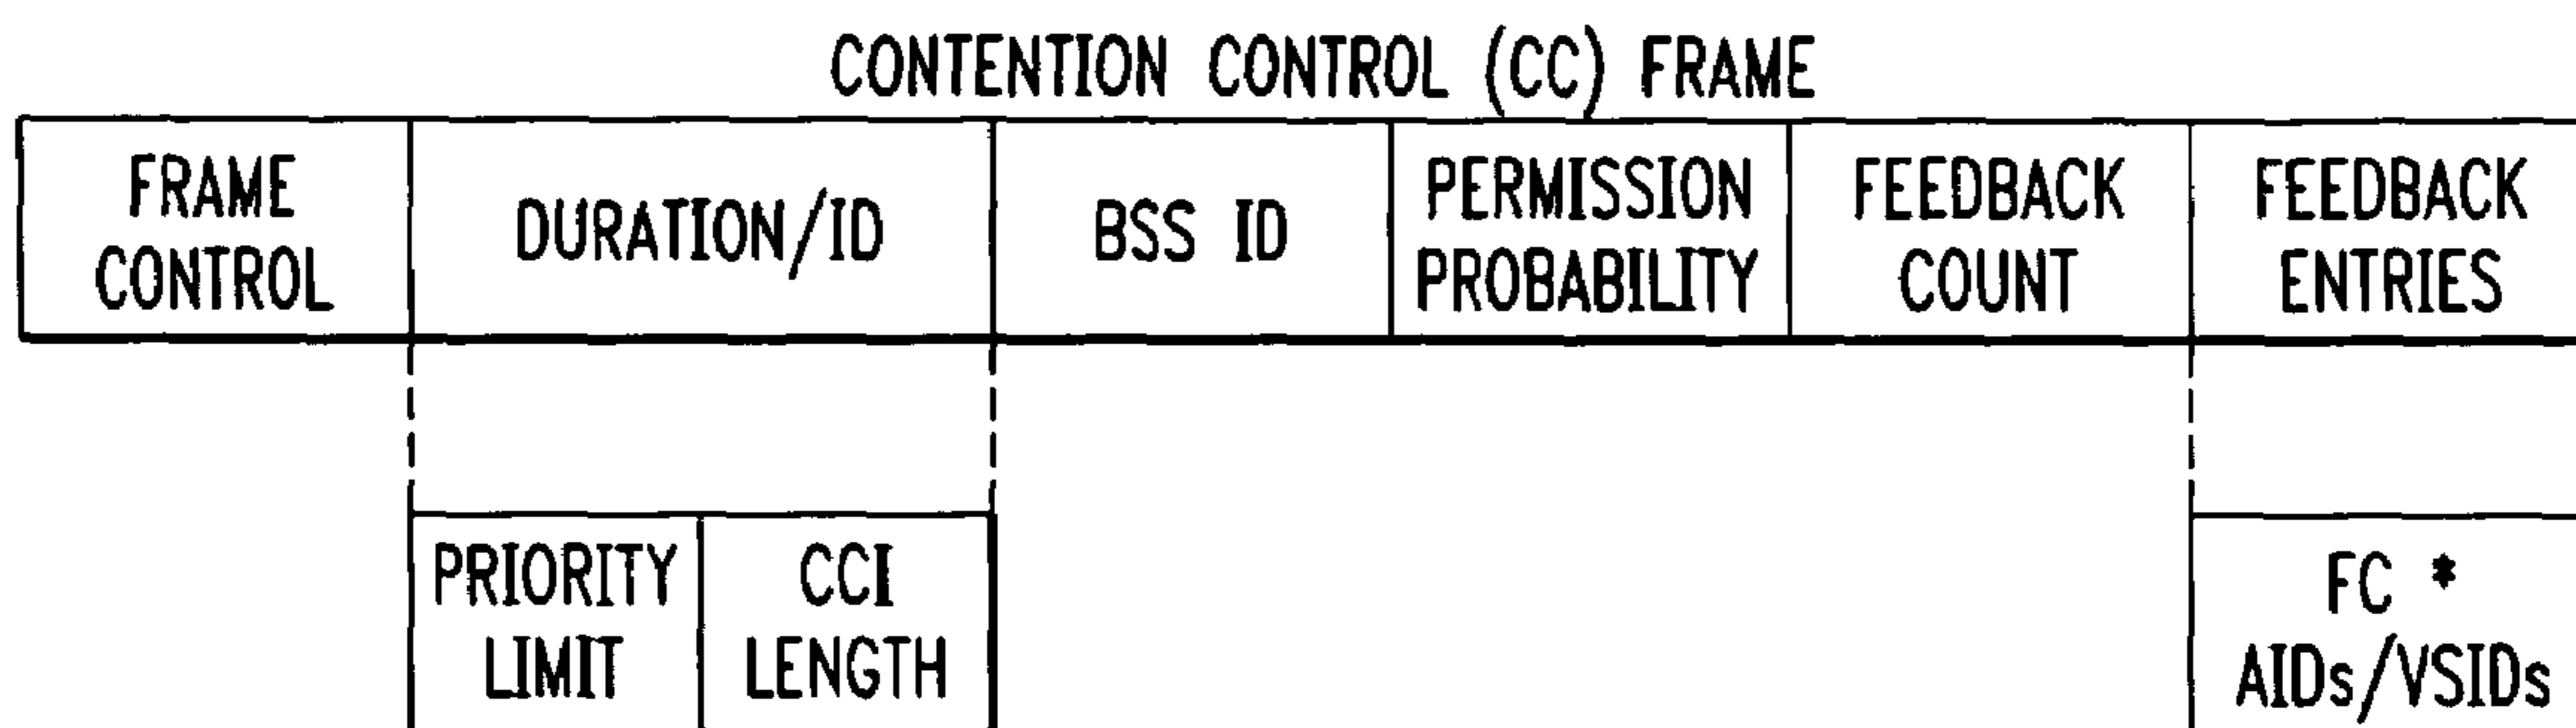 CONTENTION CONTROL (CC) FRAME
FRAME
CONTROL
DURATION/ID
BSS ID
PERMISSION
PROBABILITY
FEEDBACK
COUNT
FEEDBACK
ENTRIES
PRIORITY
LIMIT
CCI
LENGTH
FC *
AIDs/VSIDs